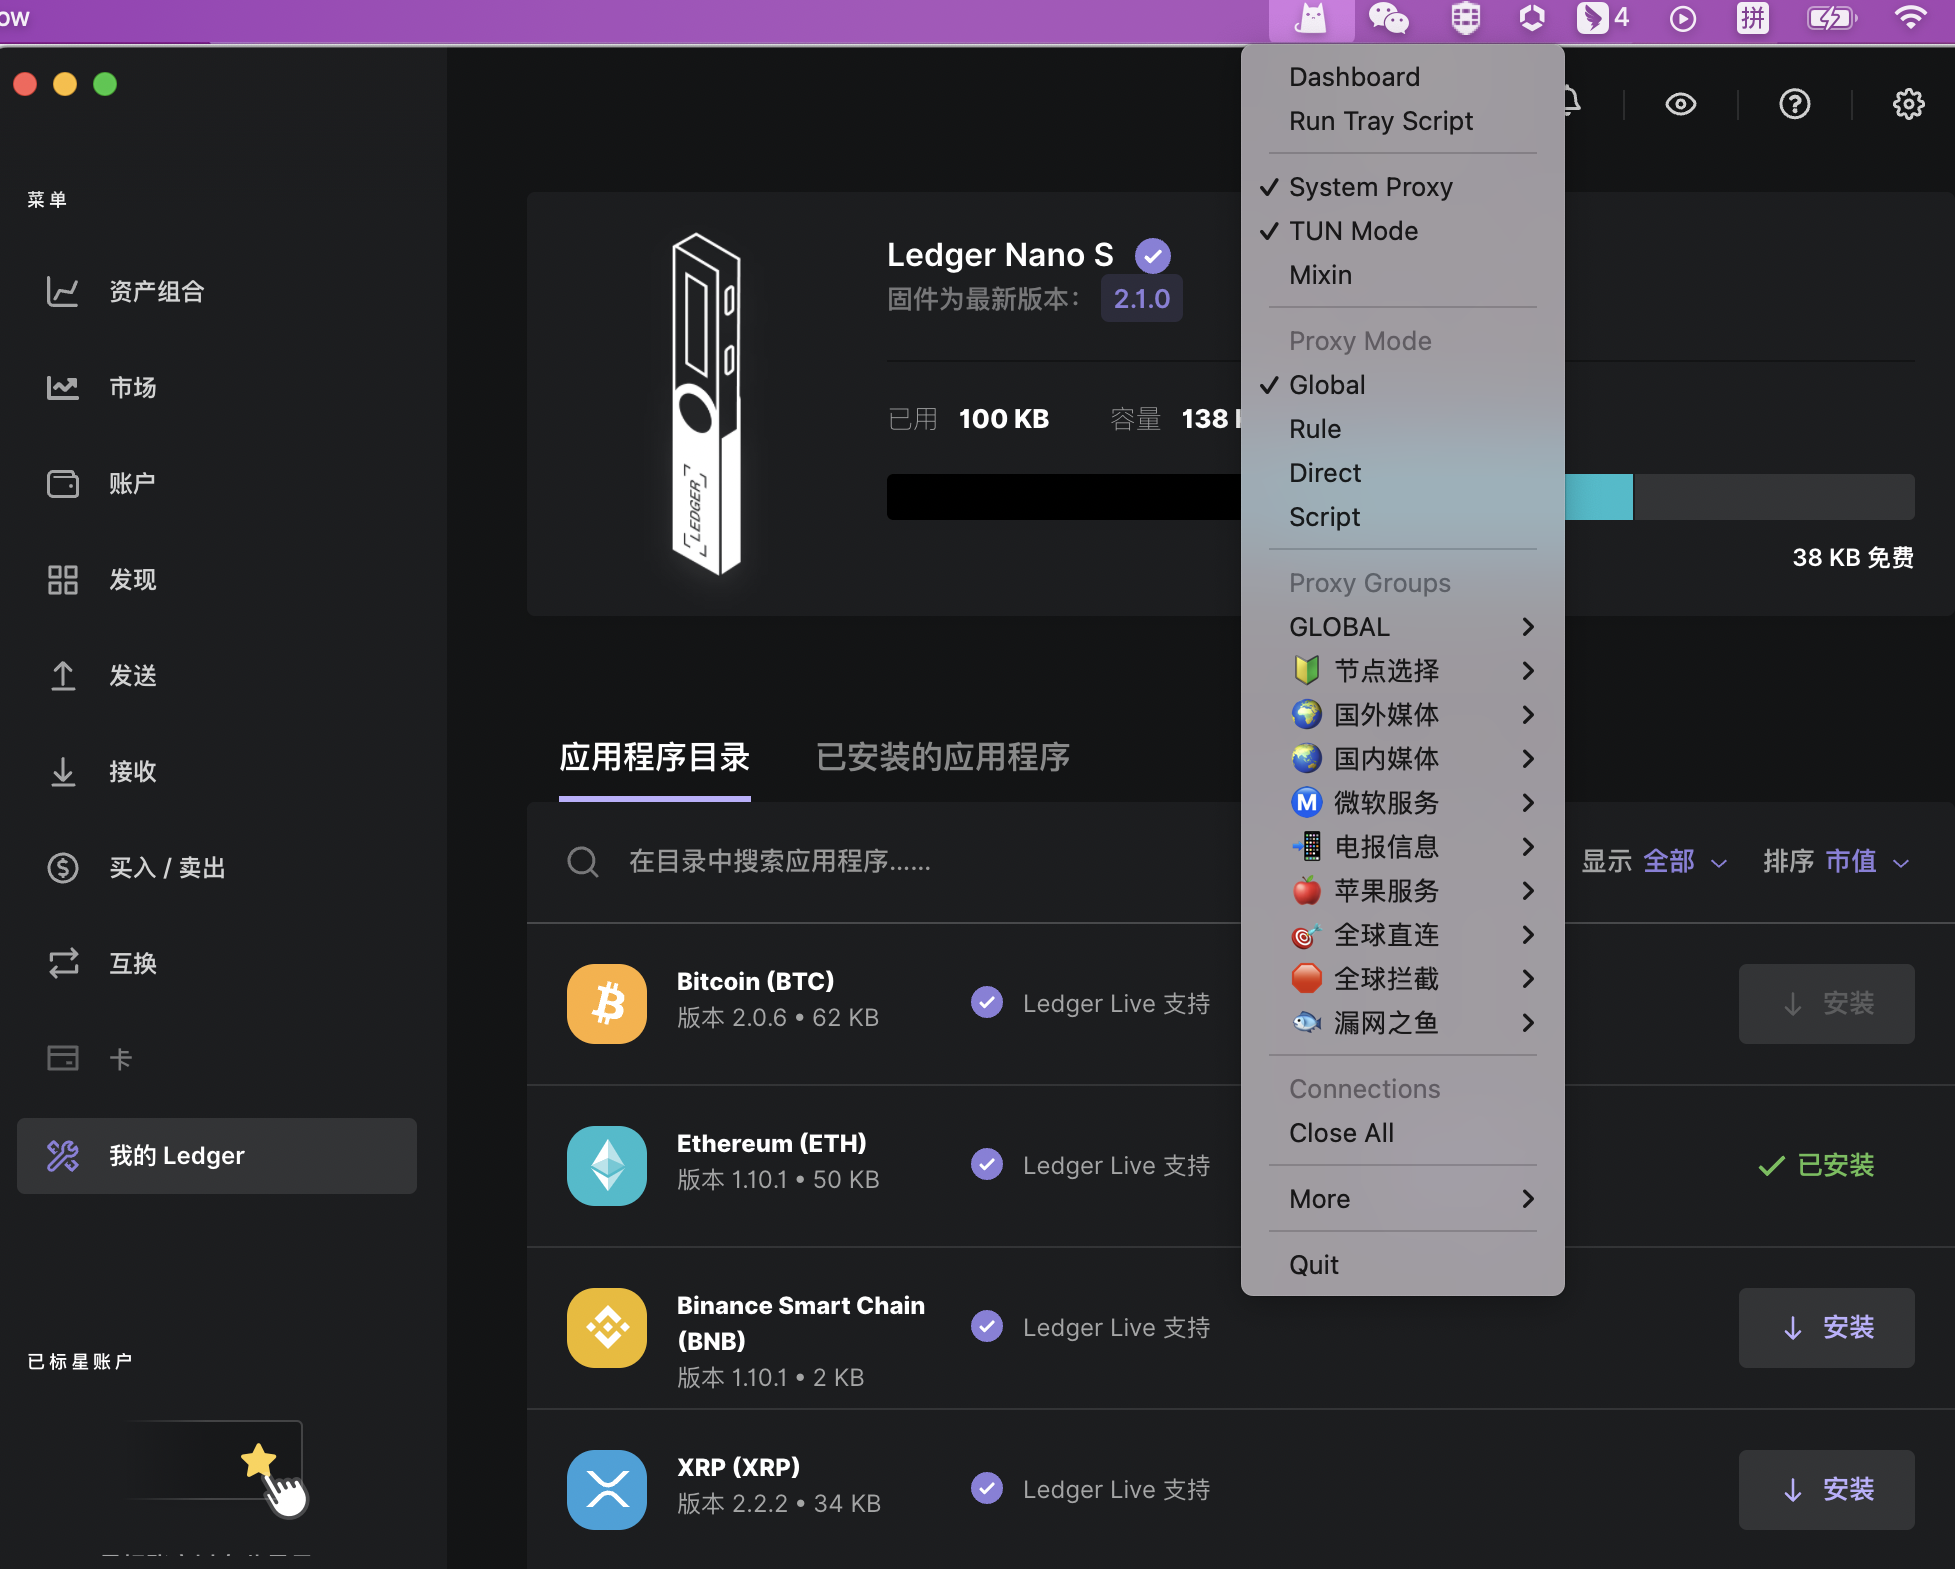 ow
4
拼
菜单
资产组合
市场
账户
发现
发送
接收
买入 / 卖出
互换
卡
我的 Ledger
已标星账户
Ledger Nano S
固件为最新版本：
2.1.0
已用 100 KB
容量 138
38 KB 免费
LEDGER
应用程序目录
已安装的应用程序
在目录中搜索应用程序……
显示 全部
排序 市值
Bitcoin (BTC)
版本 2.0.6 • 62 KB
Ledger Live 支持
安装
Ethereum (ETH)
版本 1.10.1 • 50 KB
Ledger Live 支持
已安装
Binance Smart Chain
(BNB)
版本 1.10.1 • 2 KB
Ledger Live 支持
安装
XRP (XRP)
版本 2.2.2 • 34 KB
Ledger Live 支持
安装
Dashboard
Run Tray Script
System Proxy
TUN Mode
Mixin
Proxy Mode
Global
Rule
Direct
Script
Proxy Groups
GLOBAL
节点选择
国外媒体
国内媒体
Ⓜ️ 微软服务
电报信息
苹果服务
全球直连
全球拦截
漏网之鱼
Connections
Close All
More
Quit